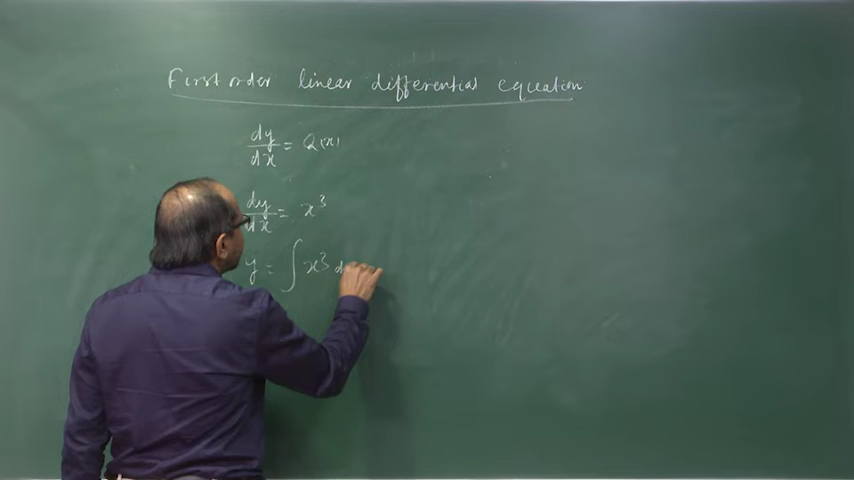 First order linear differential equation
dy/dx = Q(x)
dy/dx = x³
y = ∫ x³ d